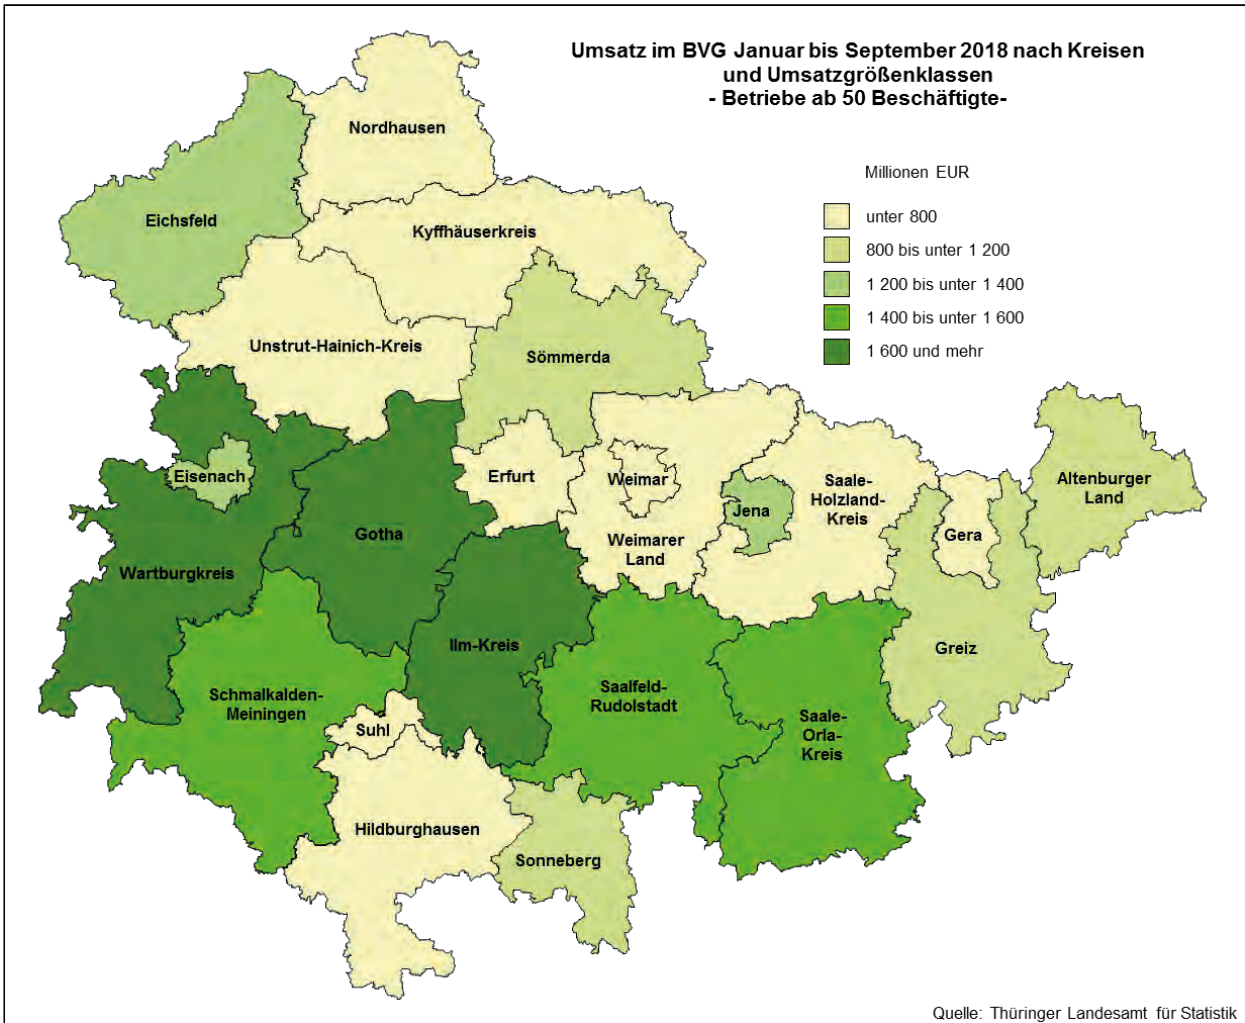 Umsatz im BVG Januar bis September 2018 nach Kreisen
und Umsatzgrößenklassen
- Betriebe ab 50 Beschäftigte-
Millionen EUR
unter 800
800 bis unter 1 200
1 200 bis unter 1 400
1 400 bis unter 1 600
1 600 und mehr
Nordhausen
Eichsfeld
Kyffhäuserkreis
Unstrut-Hainich-Kreis
Sömmerda
Eisenach
Erfurt
Weimar
Saale-
Holzland-
Kreis
Altenburger
Land
Jena
Gotha
Weimarer
Land
Gera
Wartburgkreis
Ilm-Kreis
Greiz
Schmalkalden-
Meiningen
Saalfeld-
Rudolstadt
Saale-
Orla-
Kreis
Suhl
Hildburghausen
Sonneberg
Quelle: Thüringer Landesamt für Statistik